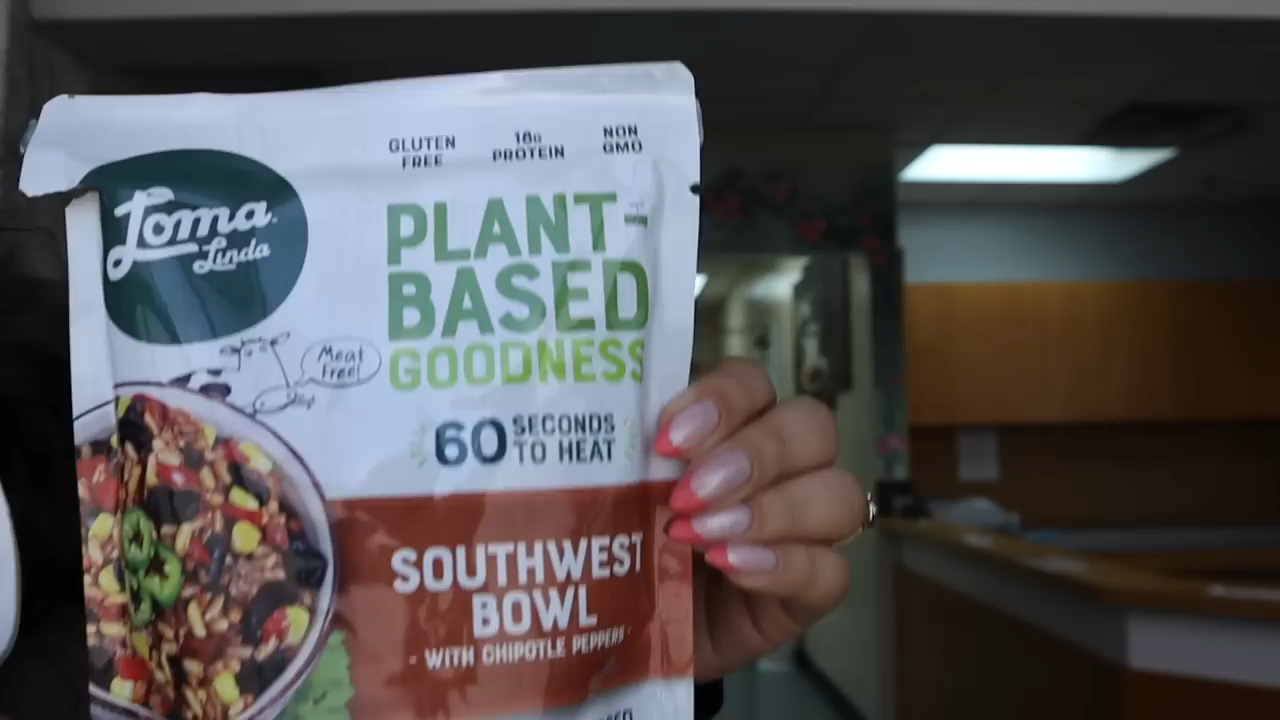 GLUTEN
FREE
18G
PROTEIN
NON
GMO
Loma
Linda
PLANT-
BASED
GOODNESS
Meat
Free!
60 SECONDS
TO HEAT
SOUTHWEST
BOWL
· WITH CHIPOTLE PEPPERS ·